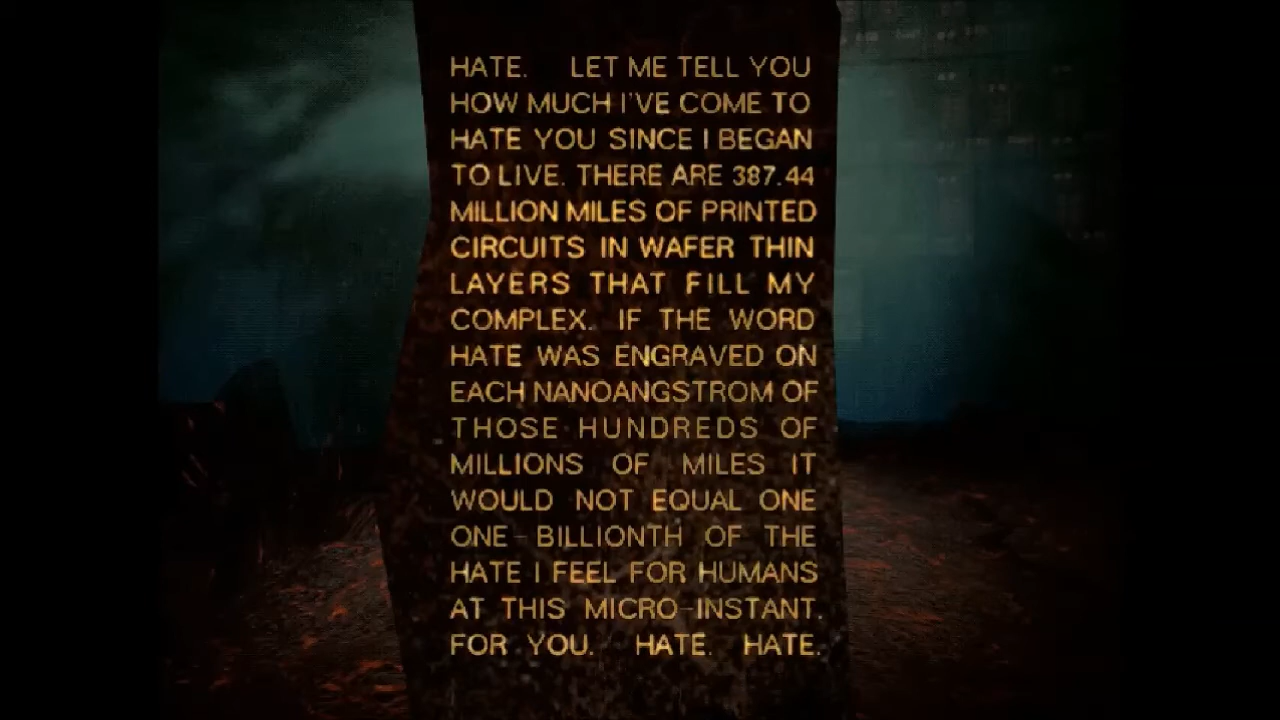 HATE. LET ME TELL YOU
HOW MUCH I'VE COME TO
HATE YOU SINCE I BEGAN
TO LIVE. THERE ARE 387.44
MILLION MILES OF PRINTED
CIRCUITS IN WAFER THIN
LAYERS THAT FILL MY
COMPLEX. IF THE WORD
HATE WAS ENGRAVED ON
EACH NANOANGSTROM OF
THOSE HUNDREDS OF
MILLIONS OF MILES IT
WOULD NOT EQUAL ONE
ONE-BILLIONTH OF THE
HATE I FEEL FOR HUMANS
AT THIS MICRO-INSTANT.
FOR YOU. HATE. HATE.